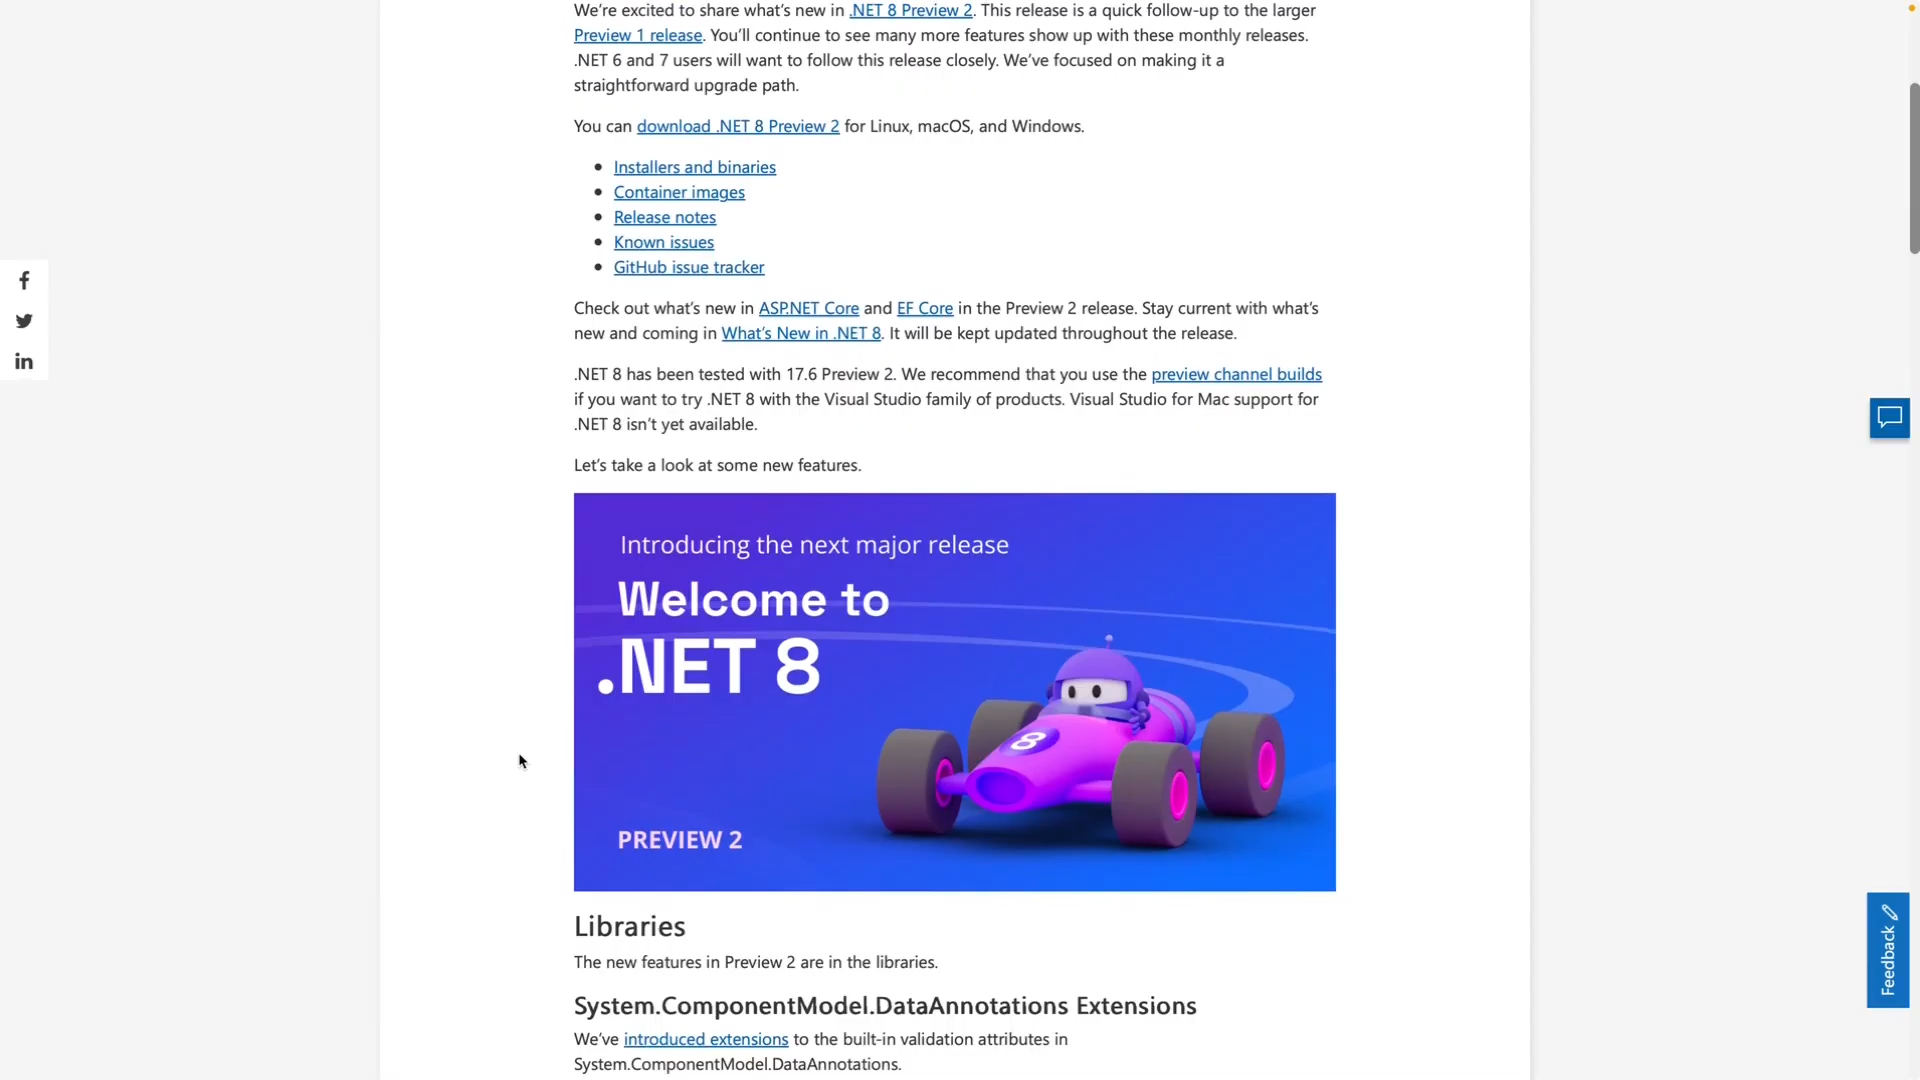 We're excited to share what's new in .NET 8 Preview 2. This release is a quick follow-up to the larger
Preview 1 release. You'll continue to see many more features show up with these monthly releases.
.NET 6 and 7 users will want to follow this release closely. We've focused on making it a
straightforward upgrade path.
You can download .NET 8 Preview 2 for Linux, macOS, and Windows.
Installers and binaries
Container images
Release notes
Known issues
GitHub issue tracker
Check out what's new in ASP.NET Core and EF Core in the Preview 2 release. Stay current with what's
new and coming in What's New in .NET 8. It will be kept updated throughout the release.
.NET 8 has been tested with 17.6 Preview 2. We recommend that you use the preview channel builds
if you want to try .NET 8 with the Visual Studio family of products. Visual Studio for Mac support for
.NET 8 isn't yet available.
Let's take a look at some new features.
Introducing the next major release
Welcome to
.NET 8
8
PREVIEW 2
Libraries
The new features in Preview 2 are in the libraries.
System.ComponentModel.DataAnnotations Extensions
We've introduced extensions to the built-in validation attributes in
System.ComponentModel.DataAnnotations.
Feedback